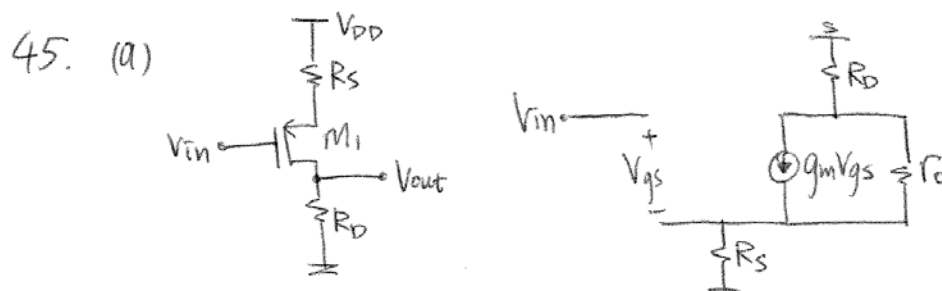 45. (a)
VDD
RS
Vin
M1
Vout
RD
S
RD
Vin
+
Vgs
-
gmVgs
ro
RS